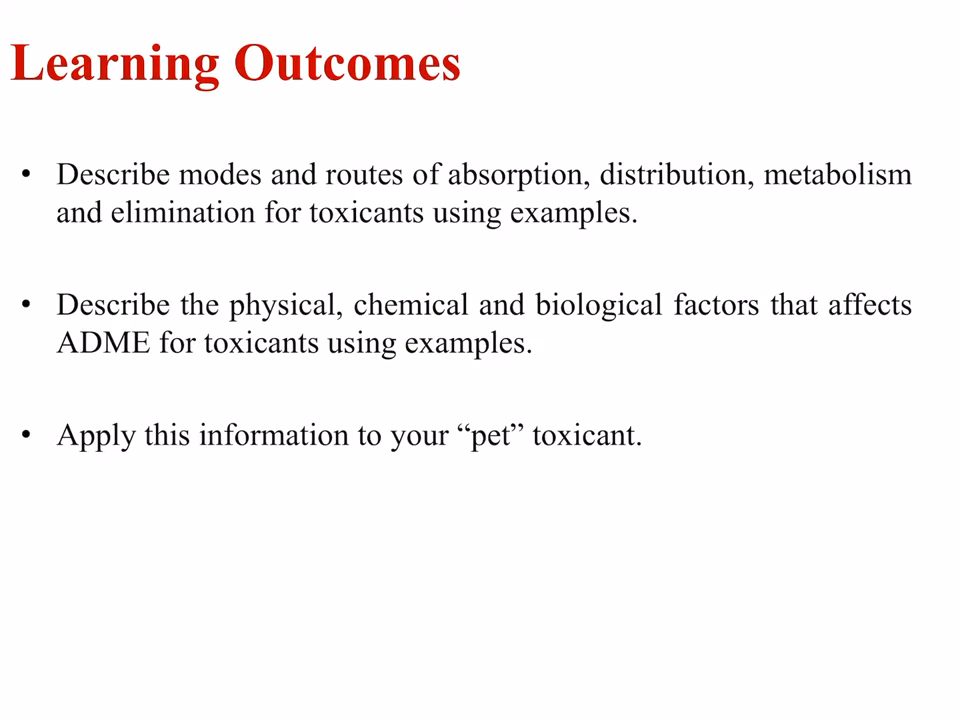 Learning Outcomes
• Describe modes and routes of absorption, distribution, metabolism
and elimination for toxicants using examples.
• Describe the physical, chemical and biological factors that affects
ADME for toxicants using examples.
• Apply this information to your “pet” toxicant.